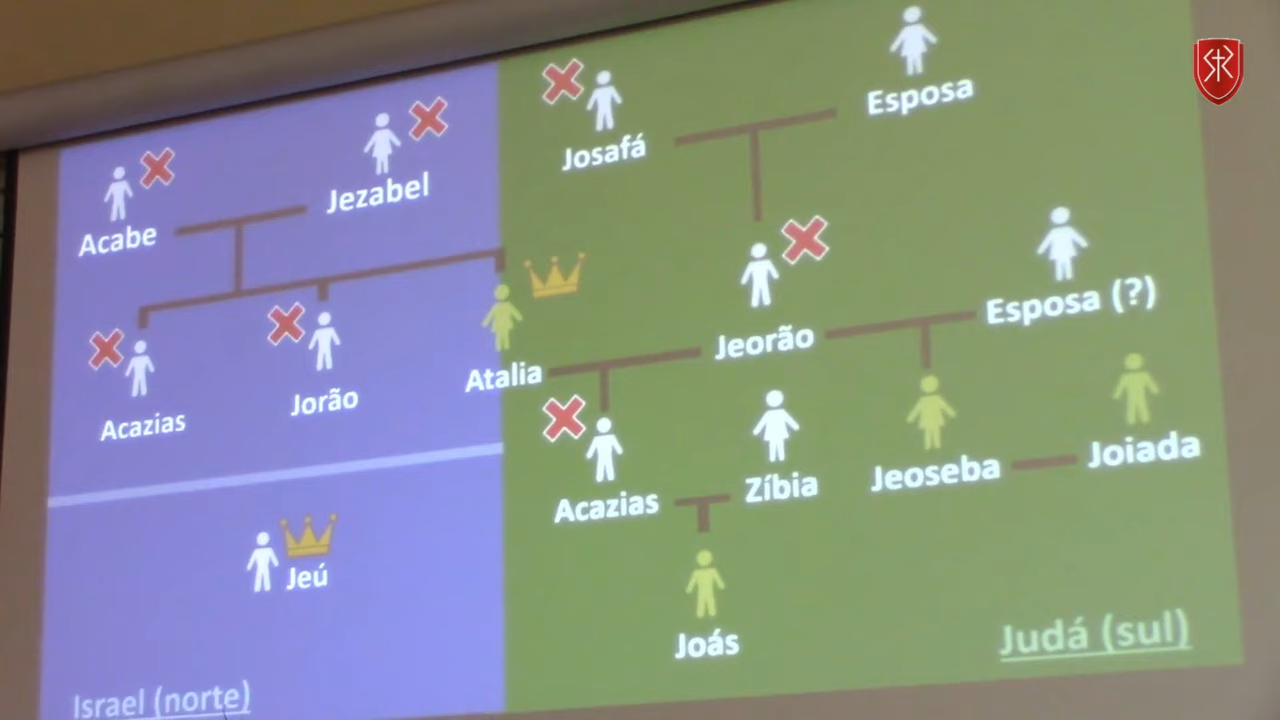 Acabe
Jezabel
Josafá
Esposa
Acazias
Jorão
Atalia
Jeorão
Esposa (?)
Acazias
Zíbia
Jeoseba
Joiada
Jeú
Joás
Israel (norte)
Judá (sul)